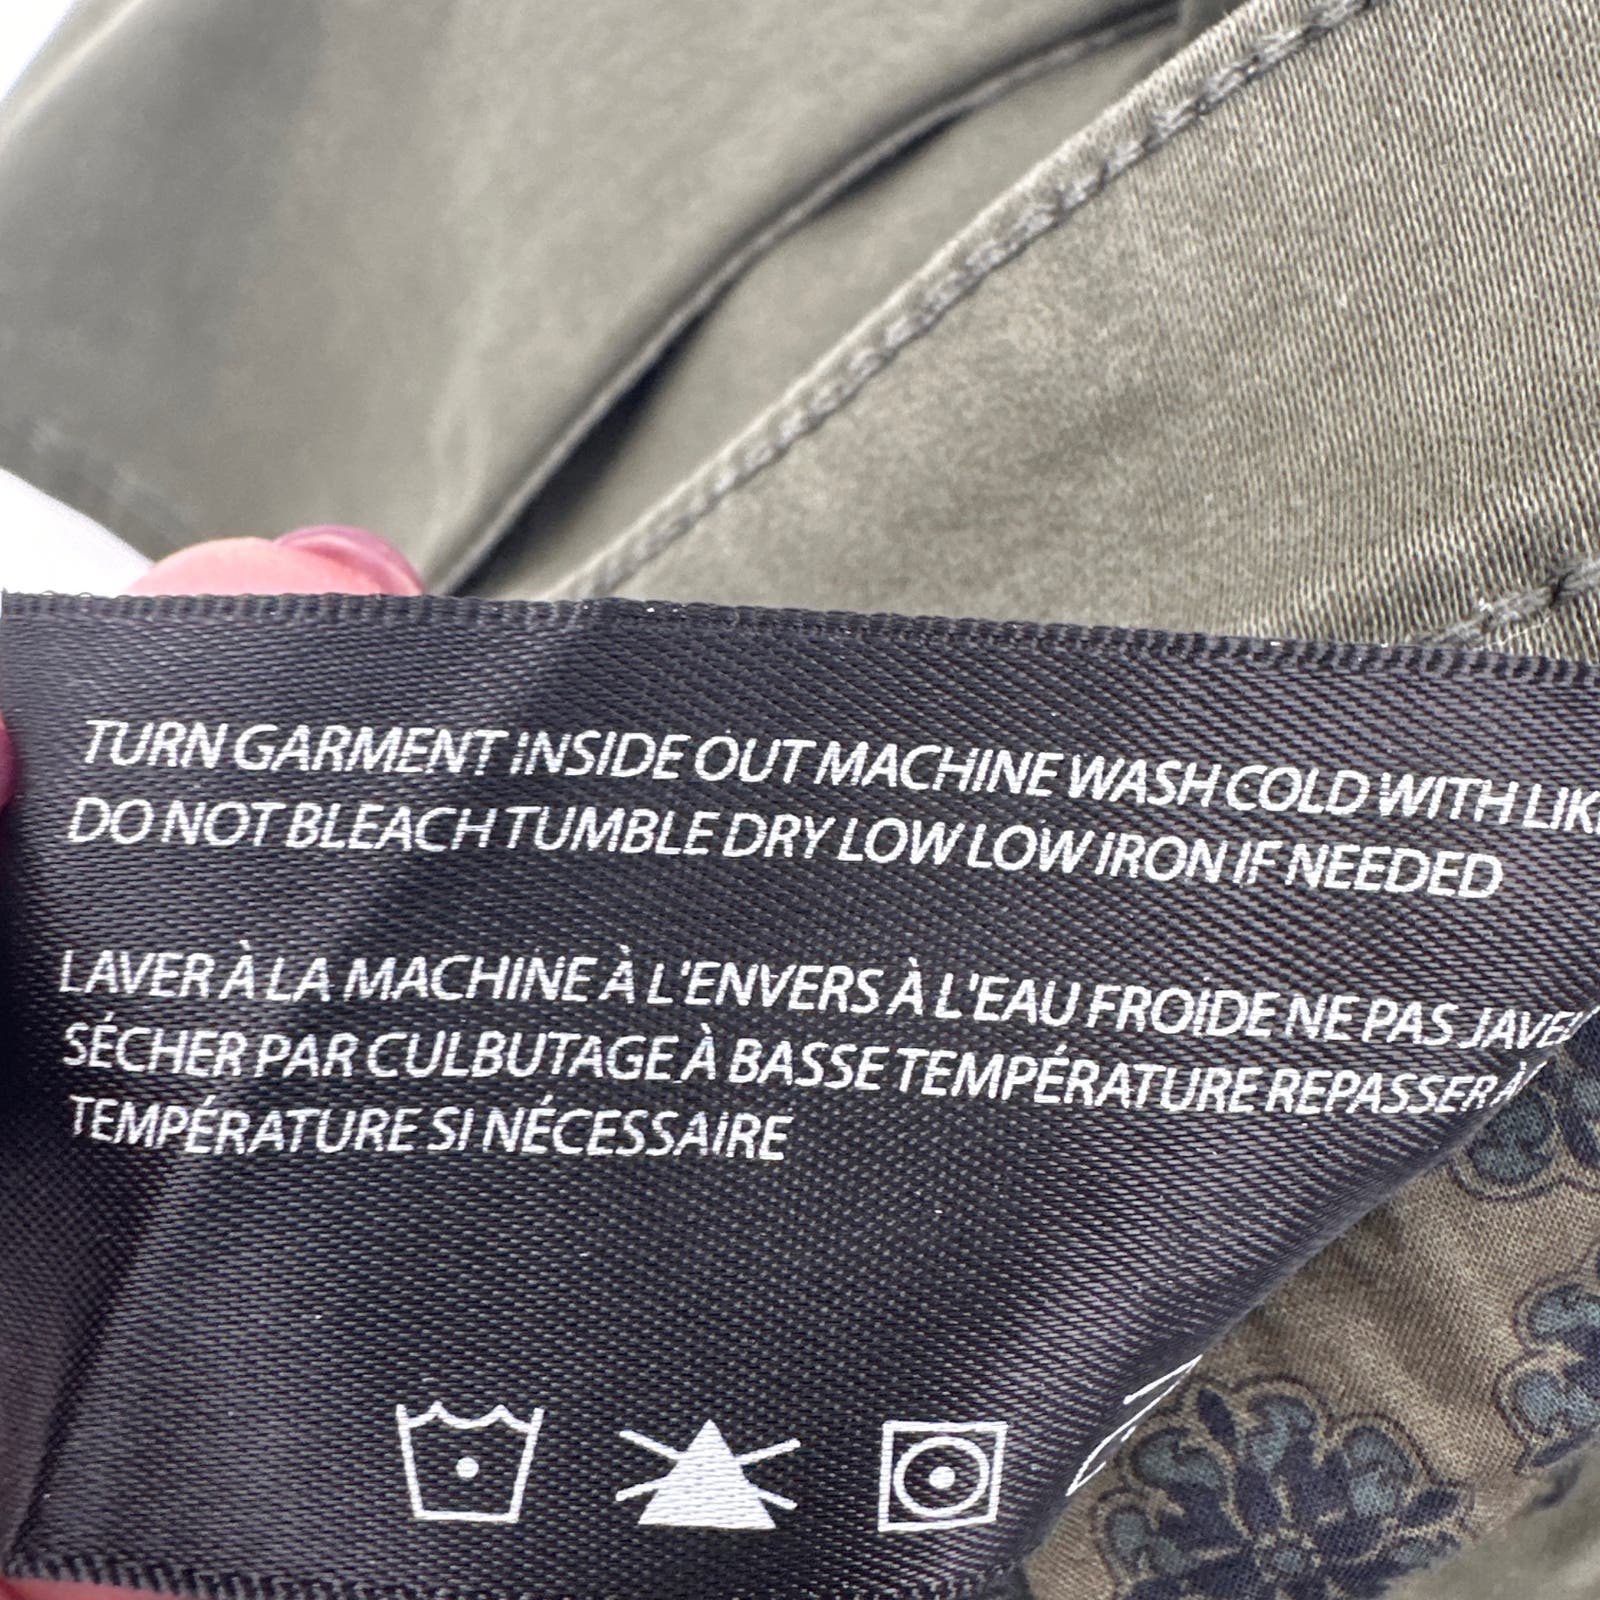 TURN GARMENT INSIDE OUT MACHINE WASH COLD WITH
DO NOT BLEACH TUMBLE DRY LOW LOW IRON IF NEEDED
LAVER À LA MACHINE À L'ENVERS À L'EAU FROIDE NE PAS
SÉCHER PAR CULBUTAGE À BASSE TEMPÉRATURE REPASSER À
TEMPÉRATURE SI NÉCESSAIRE